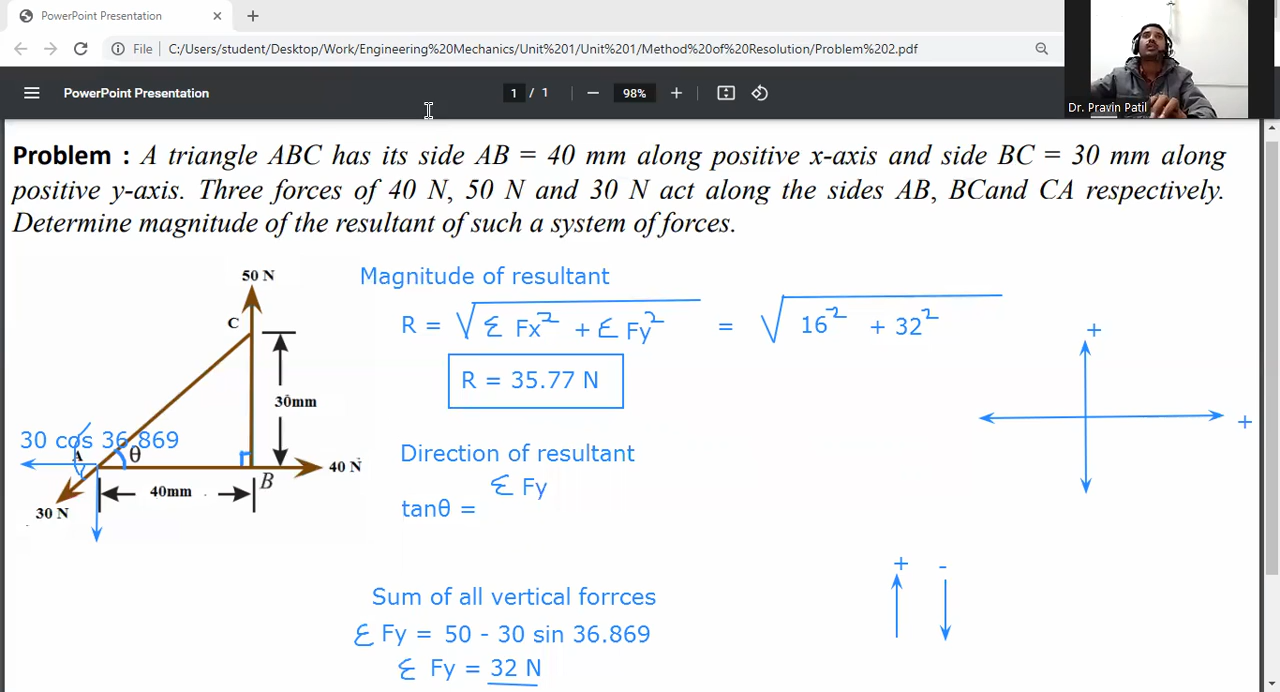 PowerPoint Presentation
File C:/Users/student/Desktop/Work/Engineering%20Mechanics/Unit%201/Unit%201/Method%20of%20Resolution/Problem%202.pdf
PowerPoint Presentation 1 / 1 98%
Dr. Pravin Patil
Problem : A triangle ABC has its side AB = 40 mm along positive x-axis and side BC = 30 mm along
positive y-axis. Three forces of 40 N, 50 N and 30 N act along the sides AB, BCand CA respectively.
Determine magnitude of the resultant of such a system of forces.
50 N
C
30mm
30 cos 36.869
A
θ
40 N
B
40mm
30 N
Magnitude of resultant
R = √ Σ Fx² + Σ Fy² = √ 16² + 32²
R = 35.77 N
+
+
Direction of resultant
Σ Fy
tanθ =
+ -
Sum of all vertical forrces
Σ Fy = 50 - 30 sin 36.869
Σ Fy = 32 N